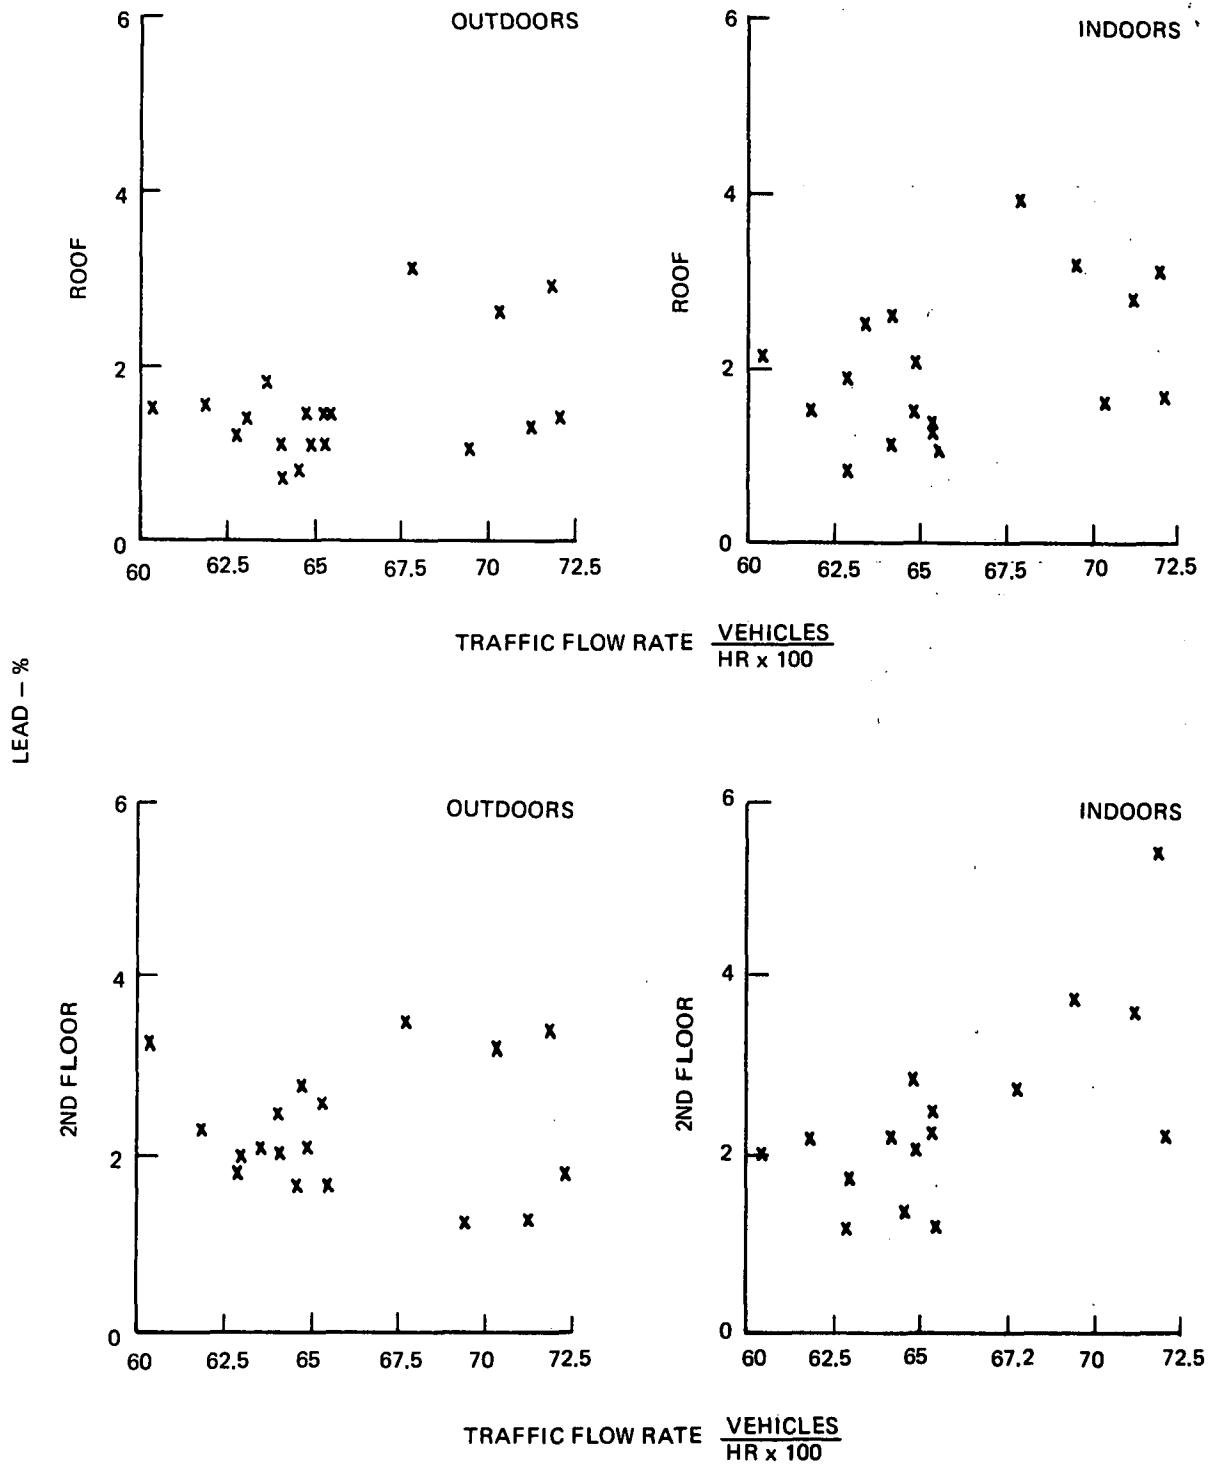 OUTDOORS
6
4
2
0
ROOF
60 62.5 65 67.5 70 72.5
INDOORS
6
4
2
0
ROOF
60 62.5 65 67.5 70 72.5
TRAFFIC FLOW RATE VEHICLES
HR x 100
LEAD – %
OUTDOORS
6
4
2
0
2ND FLOOR
60 62.5 65 67.5 70 72.5
INDOORS
6
4
2
0
2ND FLOOR
60 62.5 65 67.2 70 72.5
TRAFFIC FLOW RATE VEHICLES
HR x 100